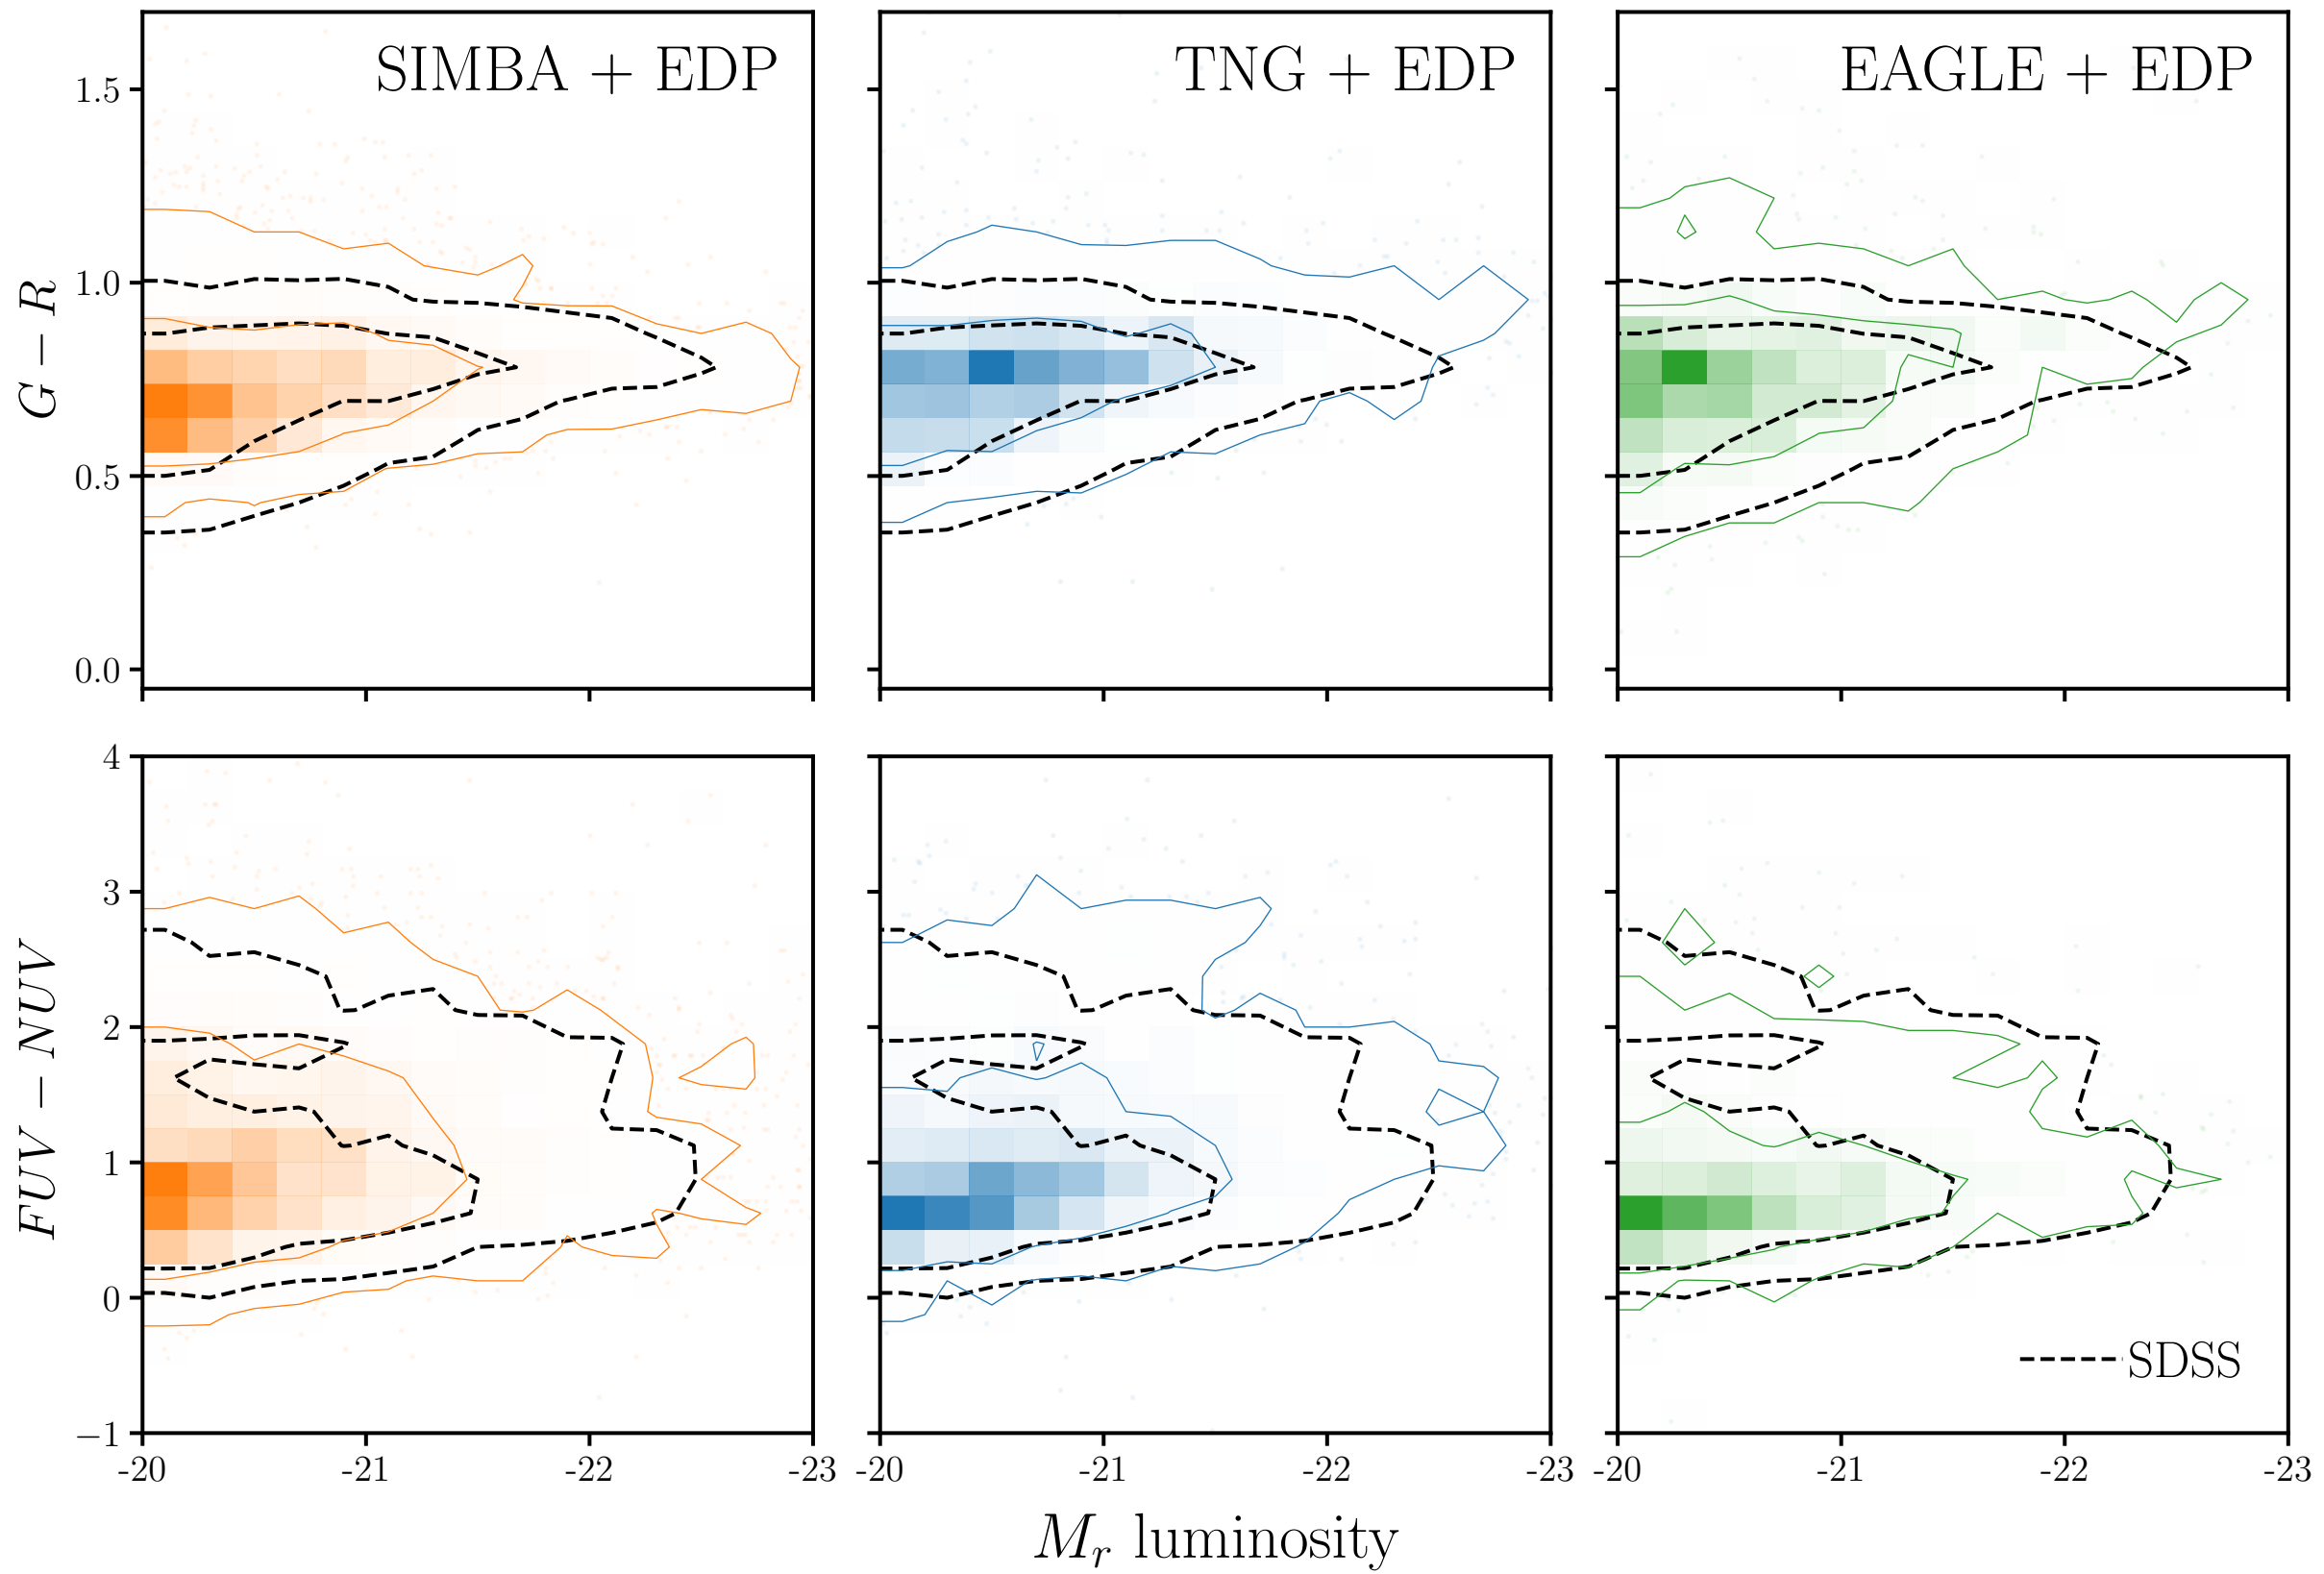 SIMBA + EDP
TNG + EDP
EAGLE + EDP
1.5
1.0
0.5
0.0
G − R
4
3
2
1
0
−1
FUV − NUV
SDSS
-20 -21 -22 -23
-20 -21 -22 -23
-20 -21 -22 -23
M_r luminosity